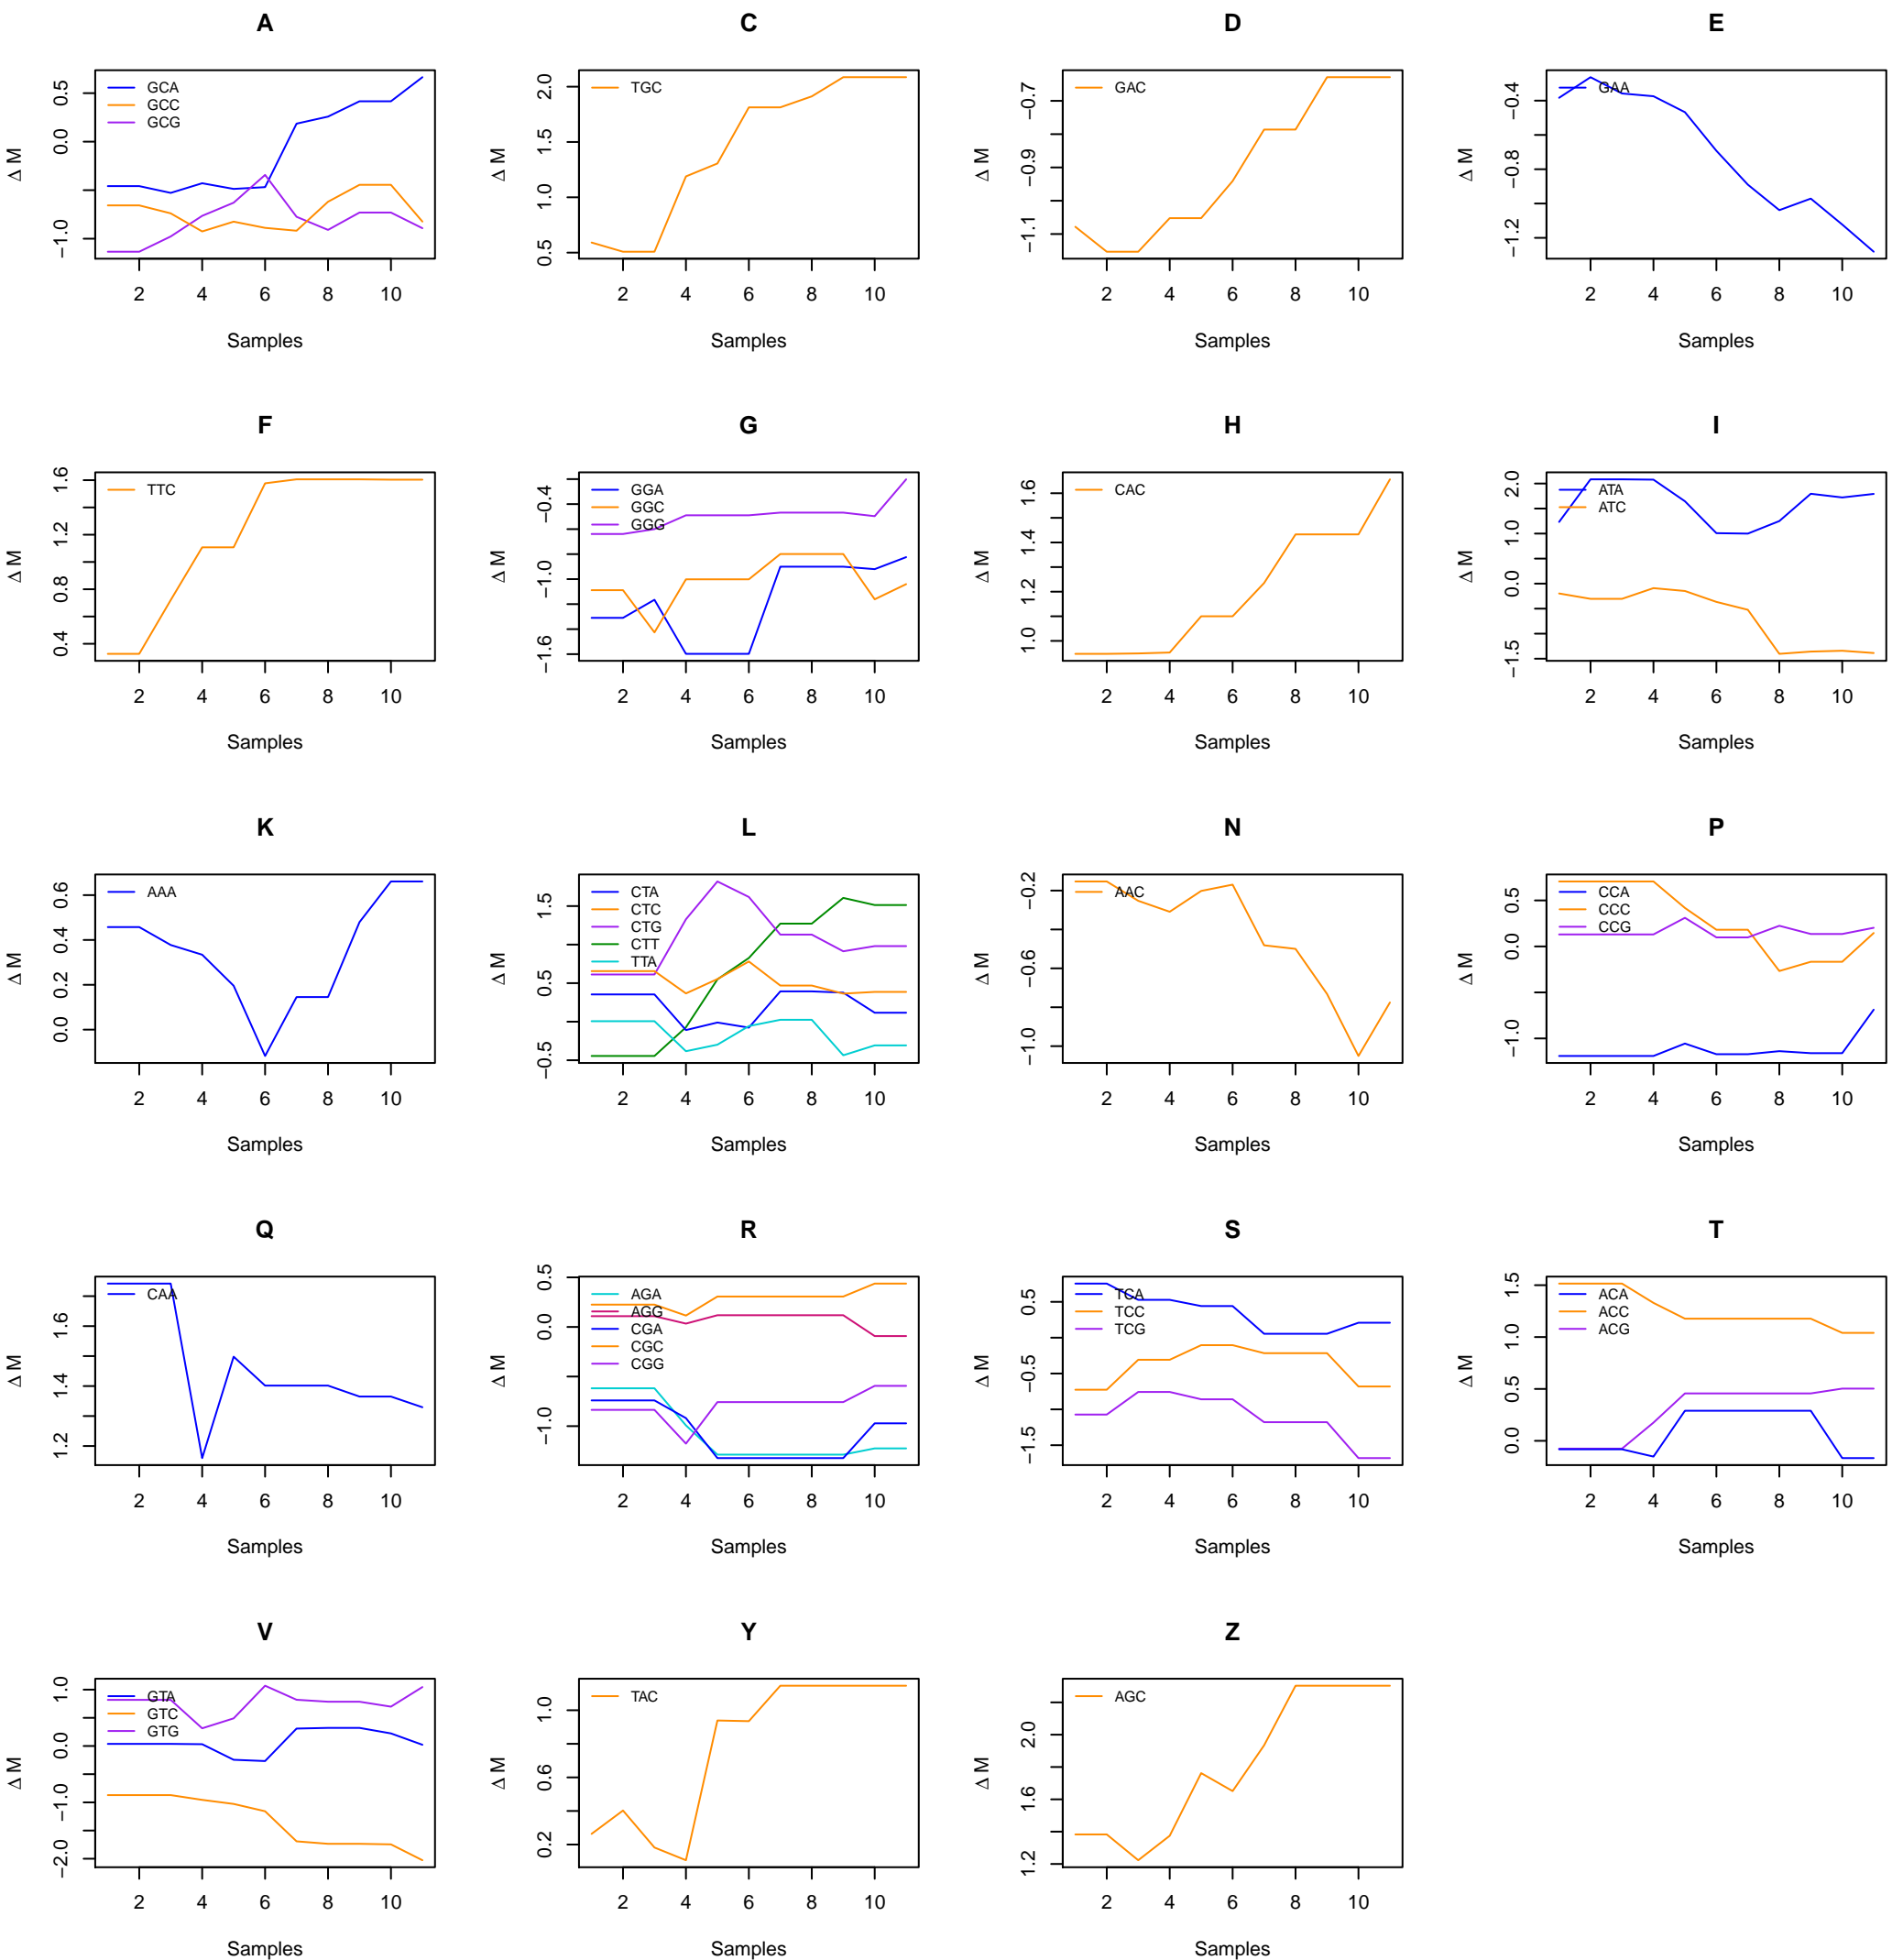 A
GCA
GCC
GCG
0.5
0.0
−1.0
Δ M
2 4 6 8 10
Samples
C
TGC
2.0
1.5
1.0
0.5
Δ M
2 4 6 8 10
Samples
D
GAC
−0.7
−0.9
−1.1
Δ M
2 4 6 8 10
Samples
E
GAA
−0.4
−0.8
−1.2
Δ M
2 4 6 8 10
Samples
F
TTC
1.6
1.2
0.8
0.4
Δ M
2 4 6 8 10
Samples
G
GGA
GGC
GGG
−0.4
−1.0
−1.6
Δ M
2 4 6 8 10
Samples
H
CAC
1.6
1.4
1.2
1.0
Δ M
2 4 6 8 10
Samples
I
ATA
ATC
2.0
1.0
0.0
−1.5
Δ M
2 4 6 8 10
Samples
K
AAA
0.6
0.4
0.2
0.0
Δ M
2 4 6 8 10
Samples
L
CTA
CTC
CTG
CTT
TTA
1.5
0.5
−0.5
Δ M
2 4 6 8 10
Samples
N
AAC
−0.2
−0.6
−1.0
Δ M
2 4 6 8 10
Samples
P
CCA
CCC
CCG
0.5
0.0
−1.0
Δ M
2 4 6 8 10
Samples
Q
CAA
1.6
1.4
1.2
Δ M
2 4 6 8 10
Samples
R
AGA
AGG
CGA
CGC
CGG
0.5
0.0
−1.0
Δ M
2 4 6 8 10
Samples
S
TCA
TCC
TCG
0.5
−0.5
−1.5
Δ M
2 4 6 8 10
Samples
T
ACA
ACC
ACG
1.5
1.0
0.5
0.0
Δ M
2 4 6 8 10
Samples
V
GTA
GTC
GTG
1.0
0.0
−1.0
−2.0
Δ M
2 4 6 8 10
Samples
Y
TAC
1.0
0.6
0.2
Δ M
2 4 6 8 10
Samples
Z
AGC
2.0
1.6
1.2
Δ M
2 4 6 8 10
Samples